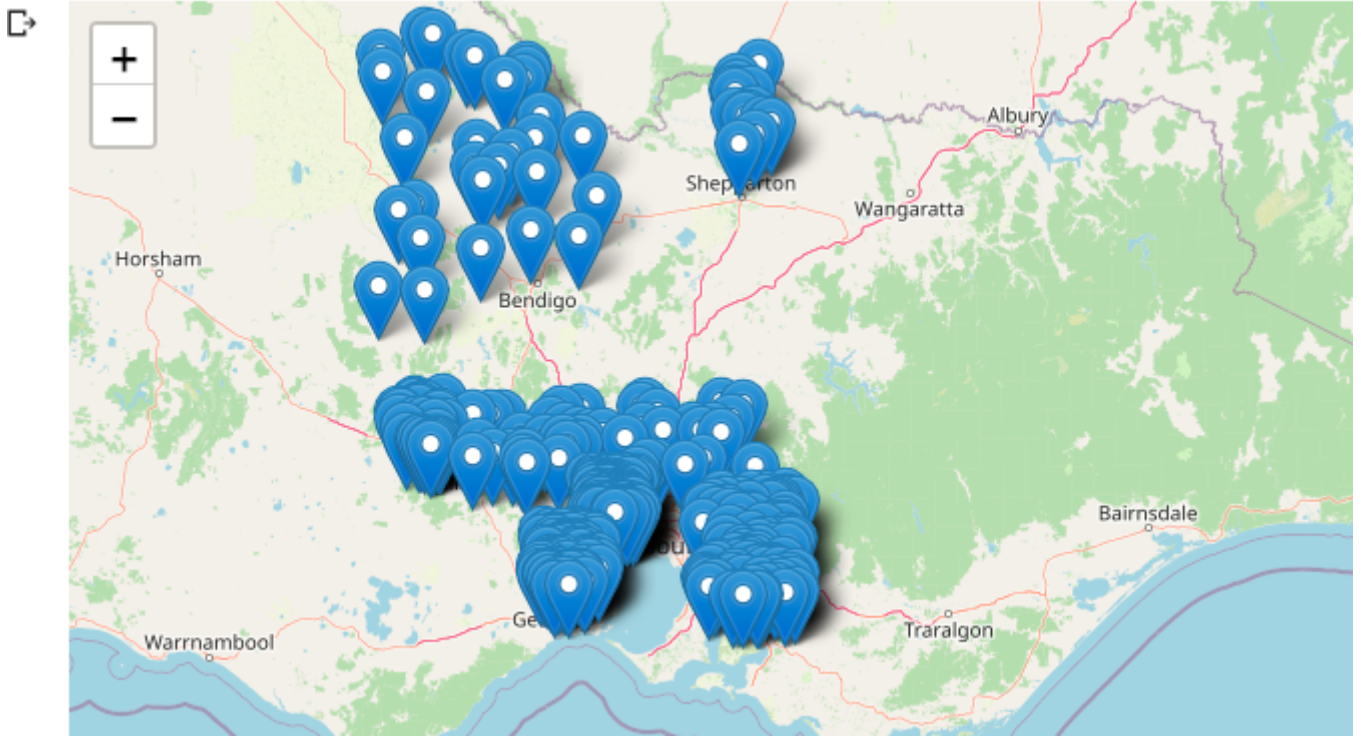 +
−
Albury
Shepparton
Wangaratta
Horsham
Bendigo
Bairnsdale
Traralgon
Warrnambool